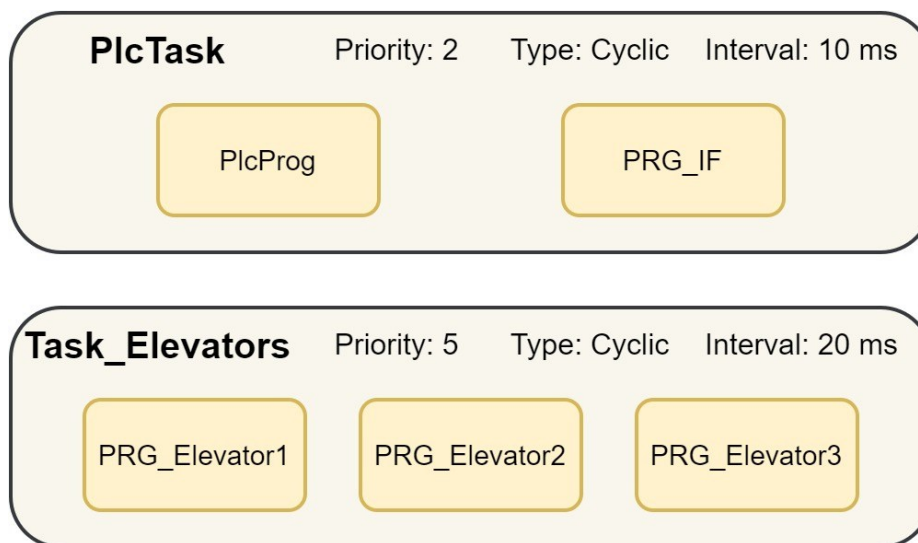 PlcTask Priority: 2 Type: Cyclic Interval: 10 ms
PlcProg PRG_IF
Task_Elevators Priority: 5 Type: Cyclic Interval: 20 ms
PRG_Elevator1 PRG_Elevator2 PRG_Elevator3